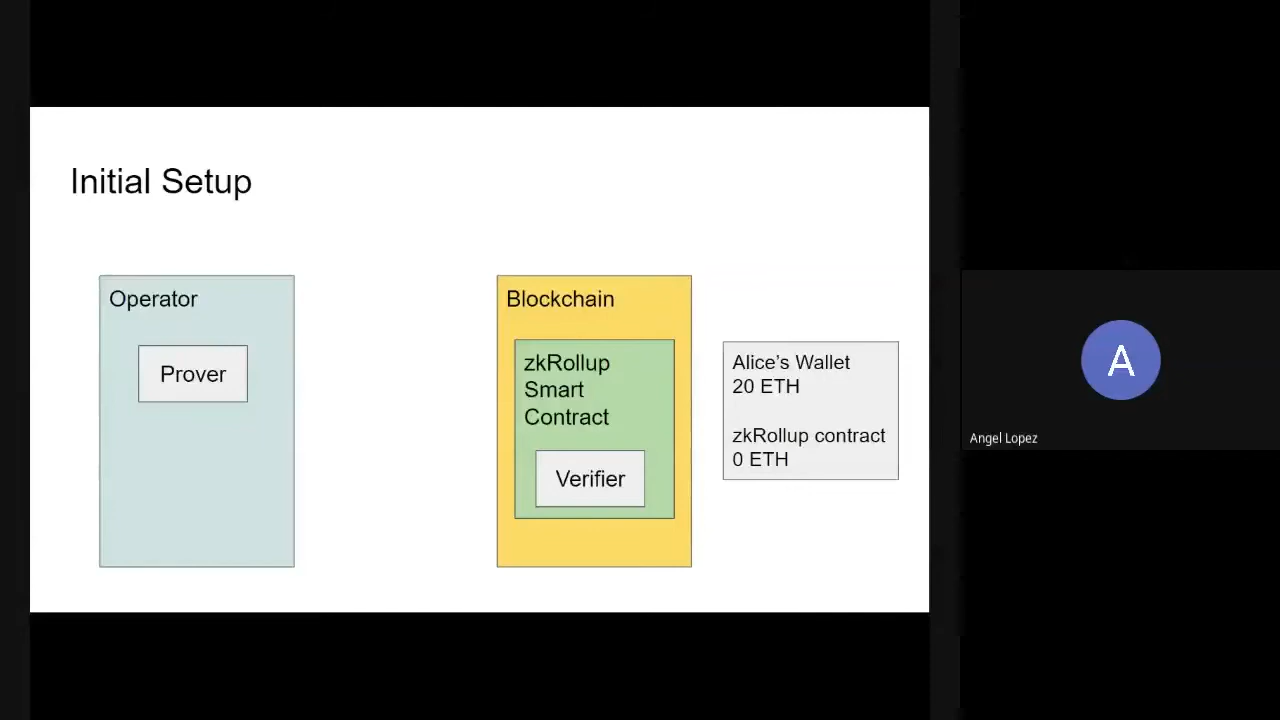 Initial Setup
Operator
Prover
Blockchain
zkRollup
Smart
Contract
Verifier
Alice’s Wallet
20 ETH
zkRollup contract
0 ETH
A
Angel Lopez